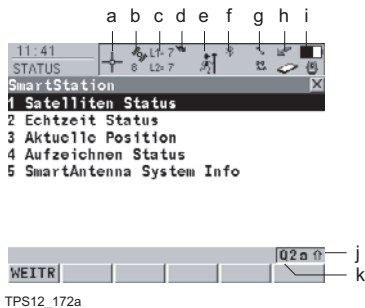 a b c d e f g h i
11:41 L1= 7
STATUS 8 L2= 7
SmartStation
1 Satelliten Status
2 Echtzeit Status
3 Aktuelle Position
4 Aufzeichnen Status
5 SmartAntenna System Info
Q2a⇧ j
WEITR k
TPS12_172a